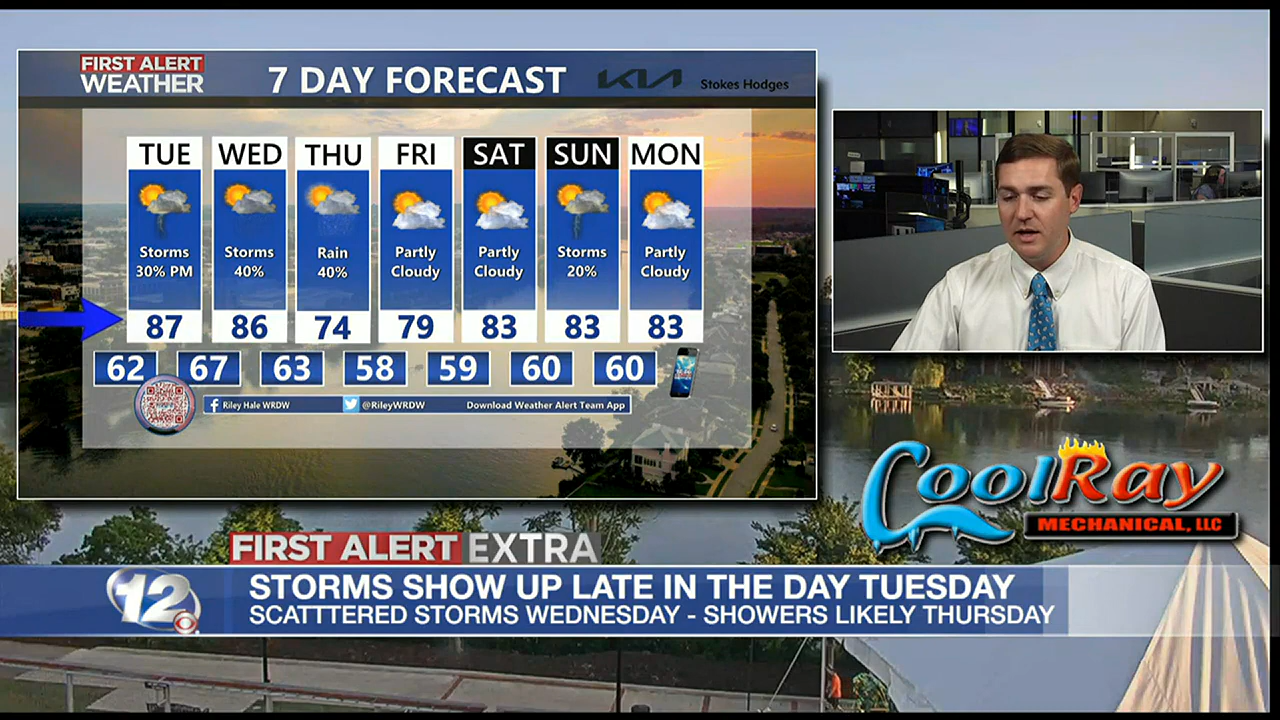 FIRST ALERT
WEATHER
7 DAY FORECAST
KIA
Stokes Hodges
TUE WED THU FRI SAT SUN MON
Storms
30% PM
Storms
40%
Rain
40%
Partly
Cloudy
Partly
Cloudy
Storms
20%
Partly
Cloudy
87 86 74 79 83 83 83
62 67 63 58 59 60 60
f Riley Hale WRDW
@RileyWRDW
Download Weather Alert Team App
CoolRay
MECHANICAL, LLC
FIRST ALERT EXTRA
12
STORMS SHOW UP LATE IN THE DAY TUESDAY
SCATTTERED STORMS WEDNESDAY - SHOWERS LIKELY THURSDAY